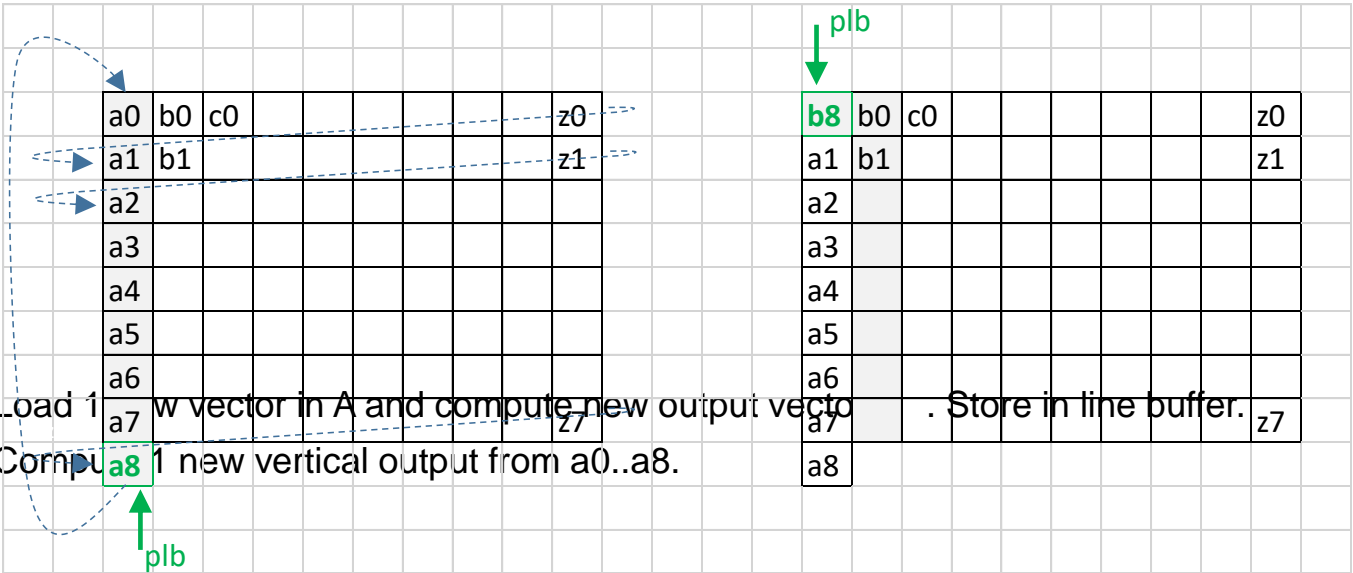 plb
a0 b0 c0 z0 b8 b0 c0 z0
a1 b1 z1 a1 b1 z1
a2 a2
a3 a3
a4 a4
a5 a5
a6 a6
Load 1 w vector in A and compute new output vecto . Store in line buffer.
a7 z7 a7 z7
1 new vertical output from a0..a8.
a8 a8
plb